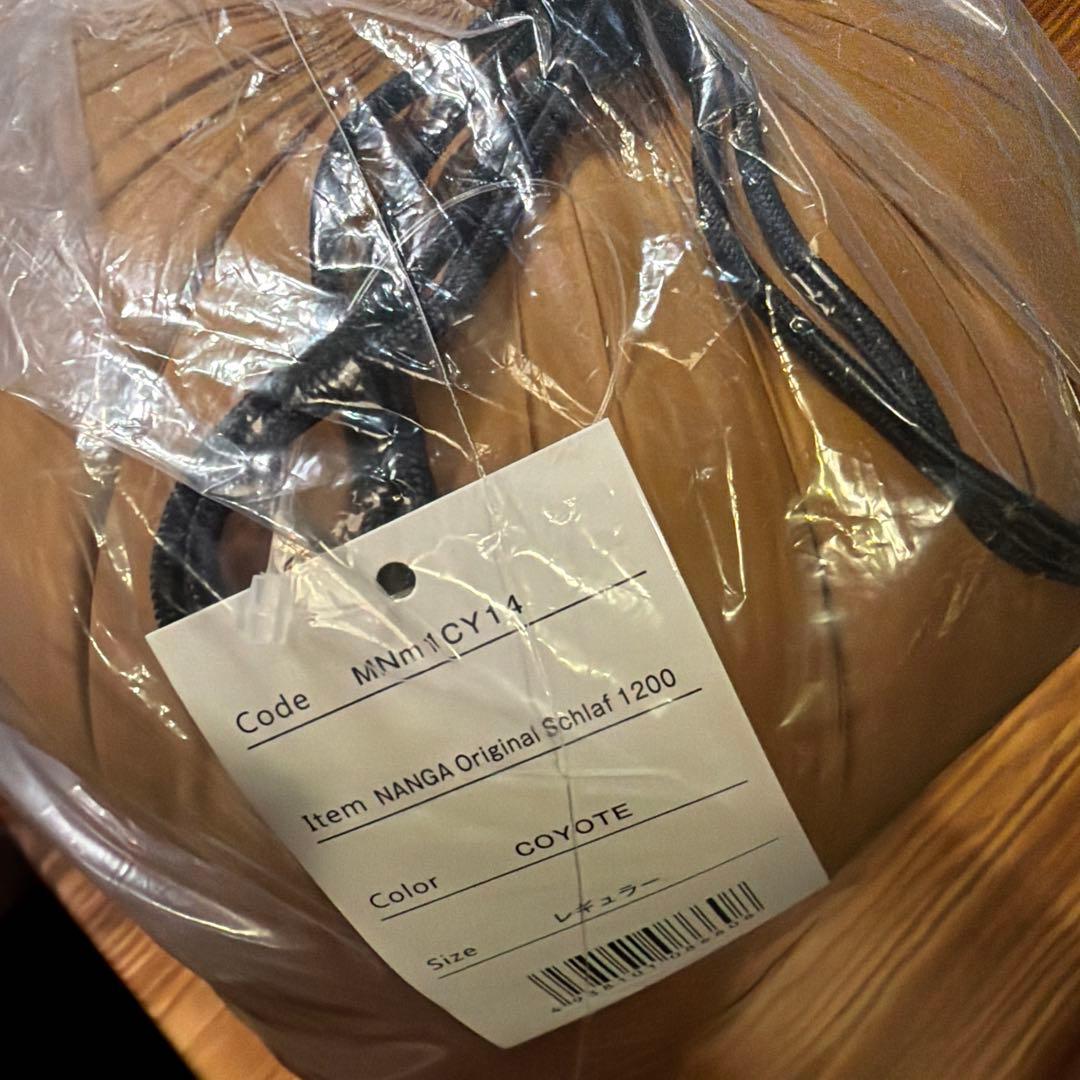 Code MNm1CY14
Item NANGA Original Schlaf 1200
Color COYOTE
Size レギュラー